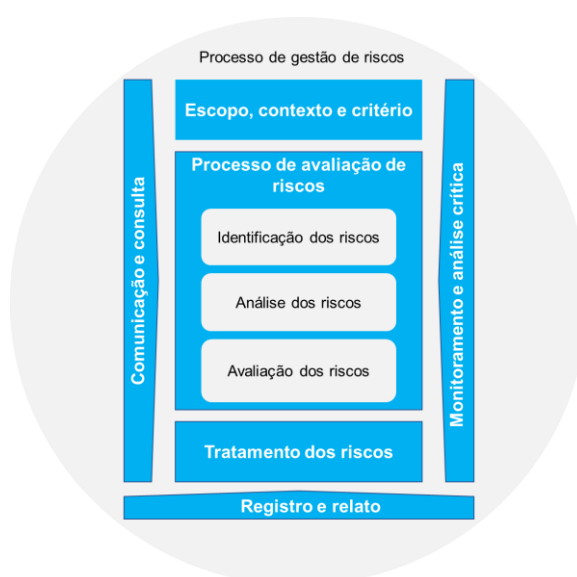 Processo de gestão de riscos
Escopo, contexto e critério
Processo de avaliação de
riscos
Identificação dos riscos
Análise dos riscos
Avaliação dos riscos
Tratamento dos riscos
Comunicação e consulta
Monitoramento e análise crítica
Registro e relato